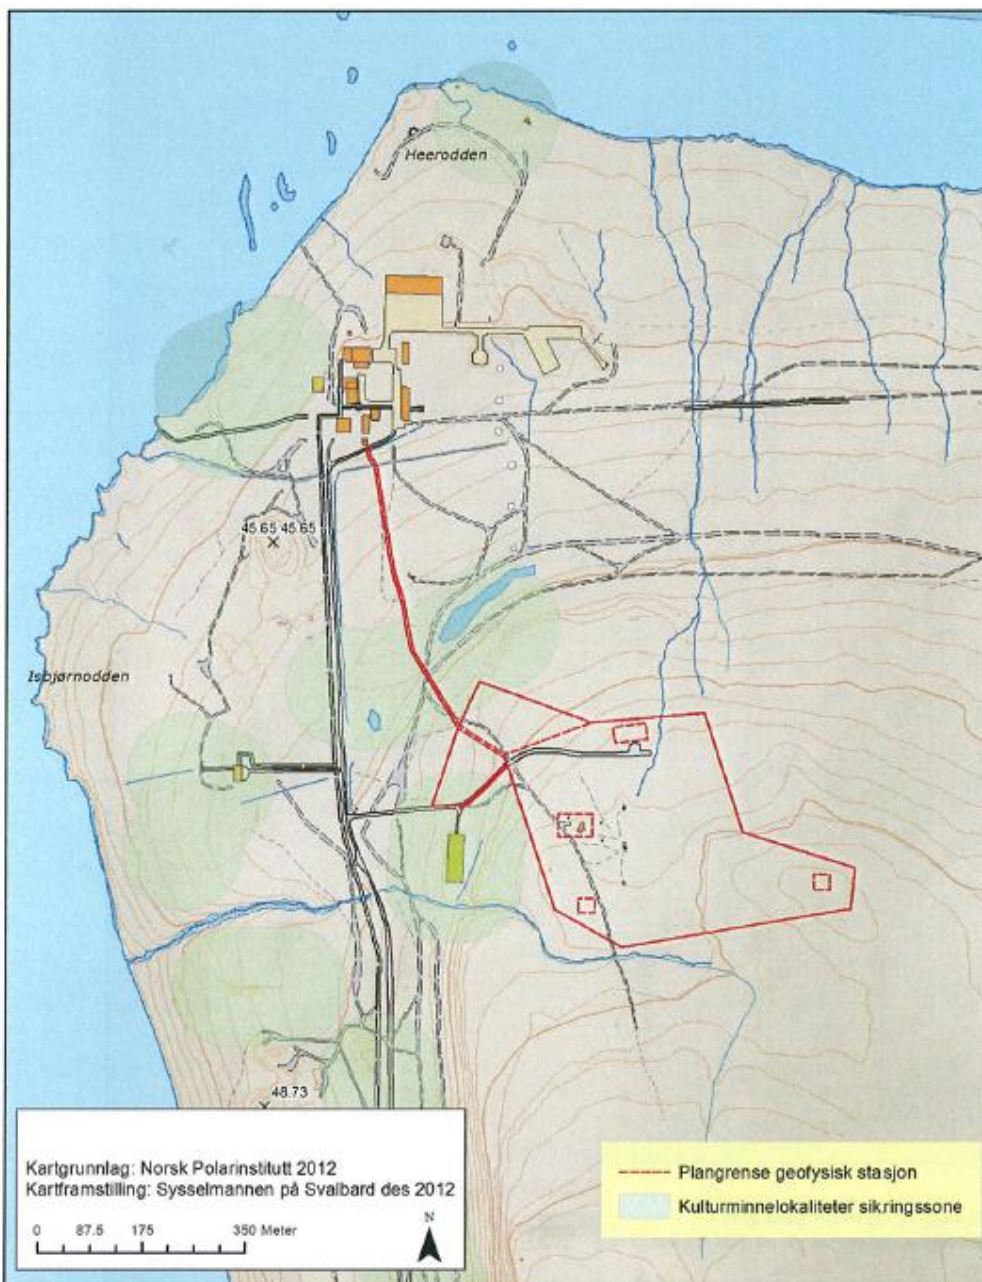 Heerodden
45.65 45.65
Isbjørnodden
48.73
Kartgrunnlag: Norsk Polarinstitutt 2012
Kartframstilling: Sysselmannen på Svalbard des 2012
0 87.5 175 350 Meter
N
Plangrense geofysisk stasjon
Kulturminnelokaliteter sikringssone